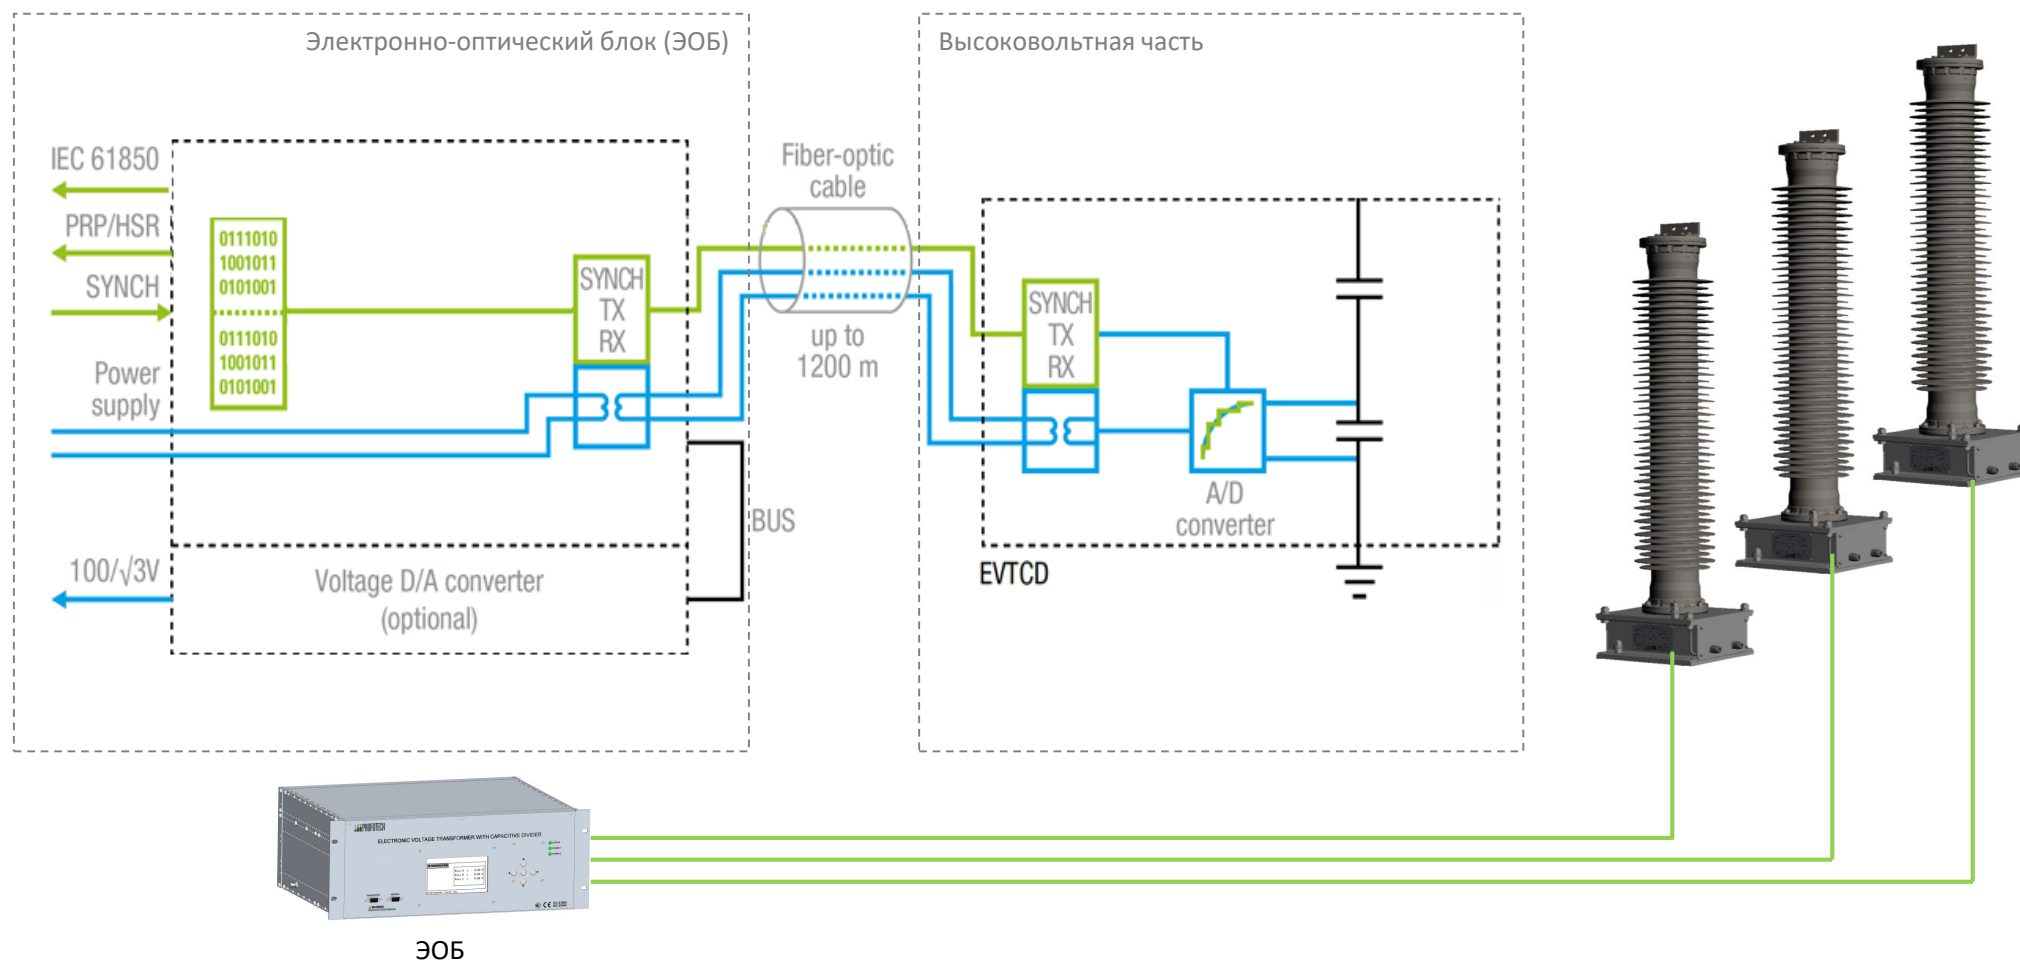 Электронно-оптический блок (ЭОБ)
Высоковольтная часть
IEC 61850
PRP/HSR
SYNCH
Power
supply
100/√3V
0111010
1001011
0101001
0111010
1001011
0101001
SYNCH
TX
RX
Voltage D/A converter
(optional)
BUS
Fiber-optic
cable
up to
1200 m
SYNCH
TX
RX
A/D
converter
EVTCD
PROFOTECH
ELECTRONIC VOLTAGE TRANSFORMER WITH CAPACITIVE DIVIDER
ЭОБ